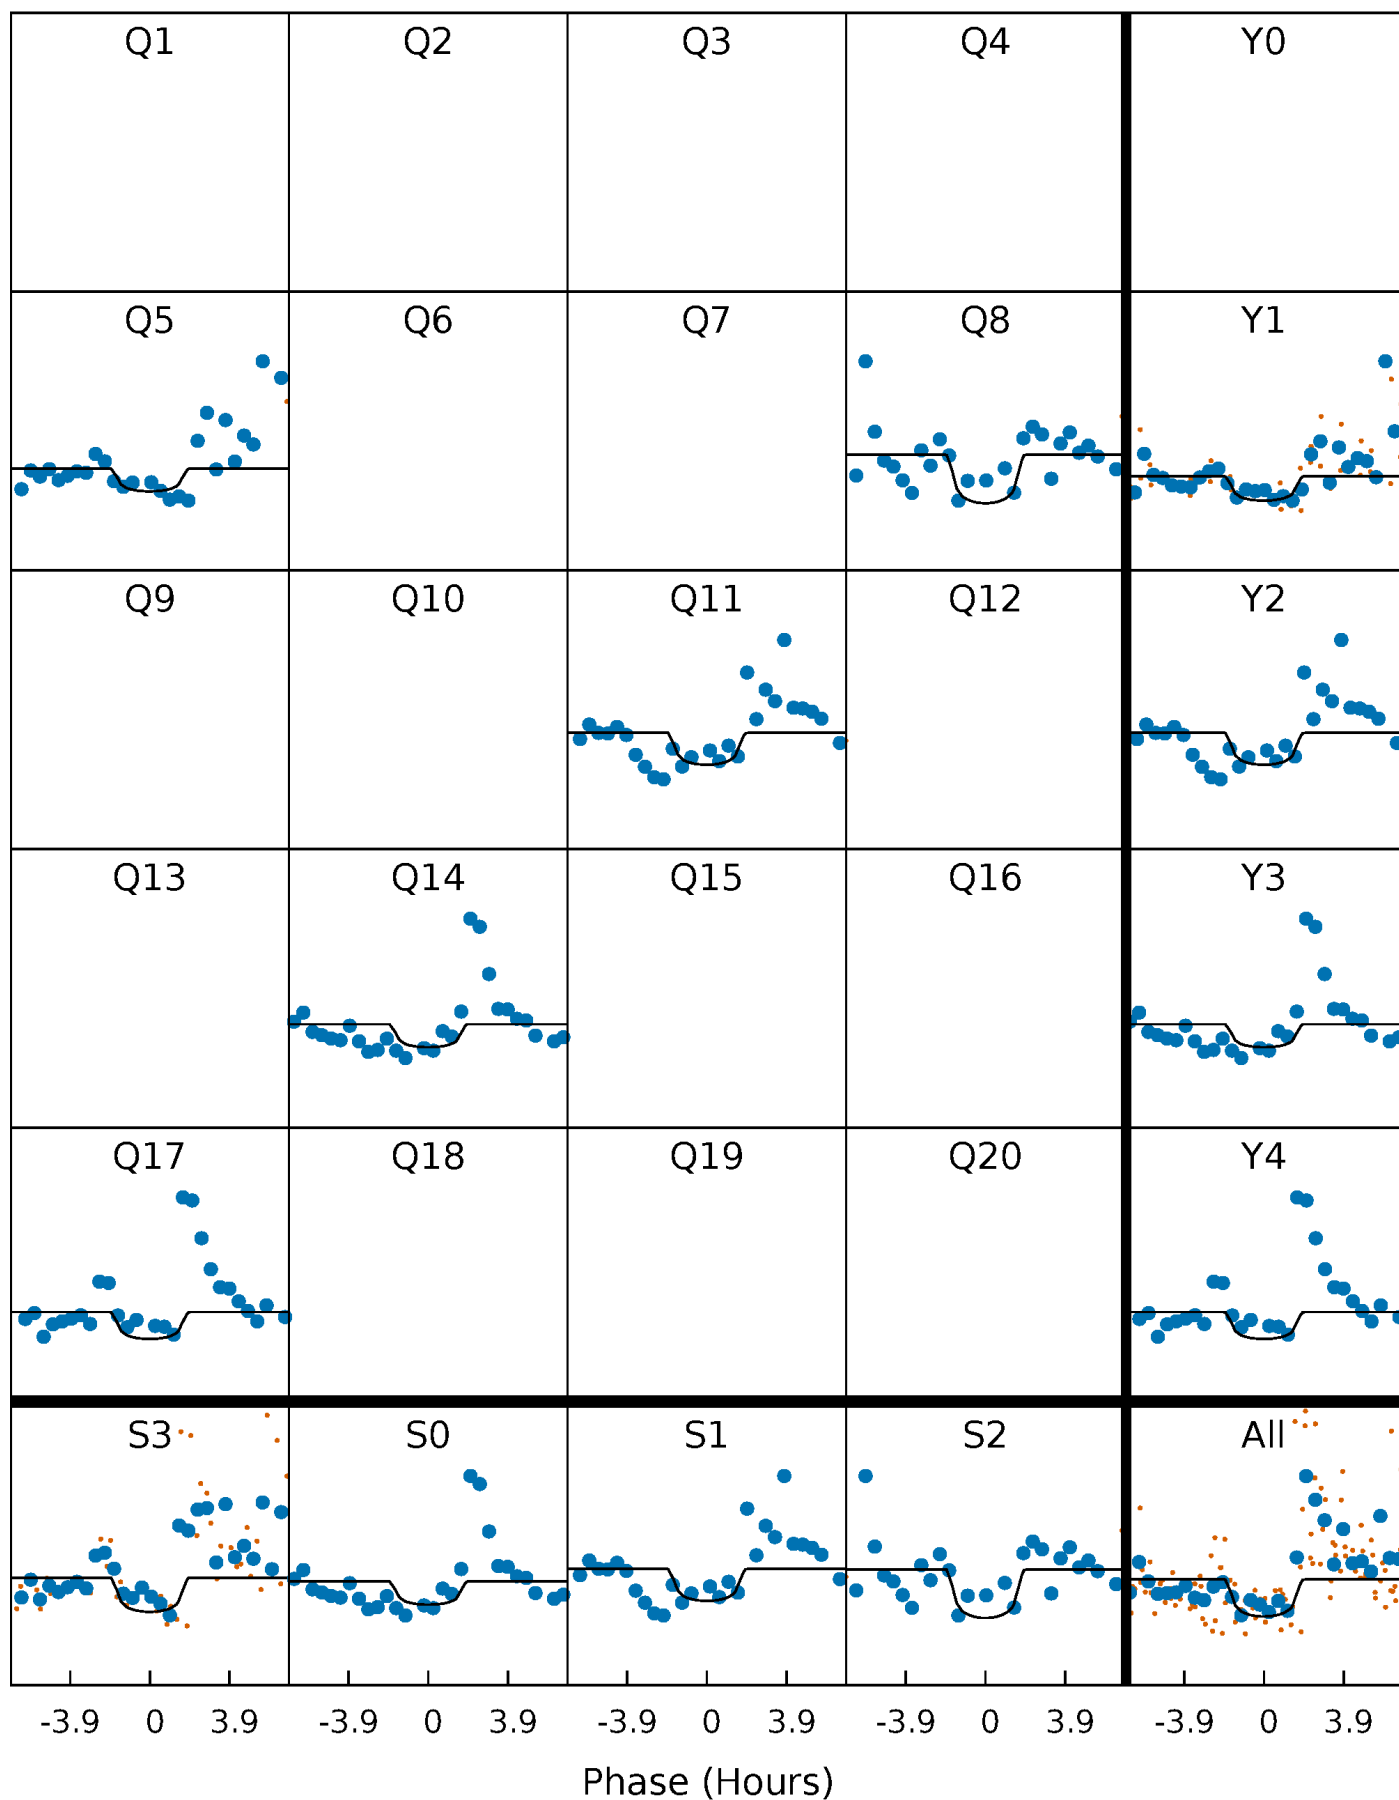 Q1 Q2 Q3 Q4 Y0
Q5 Q6 Q7 Q8 Y1
Q9 Q10 Q11 Q12 Y2
Q13 Q14 Q15 Q16 Y3
Q17 Q18 Q19 Q20 Y4
S3 S0 S1 S2 All
-3.9 0 3.9 -3.9 0 3.9 -3.9 0 3.9 -3.9 0 3.9 -3.9 0 3.9
Phase (Hours)